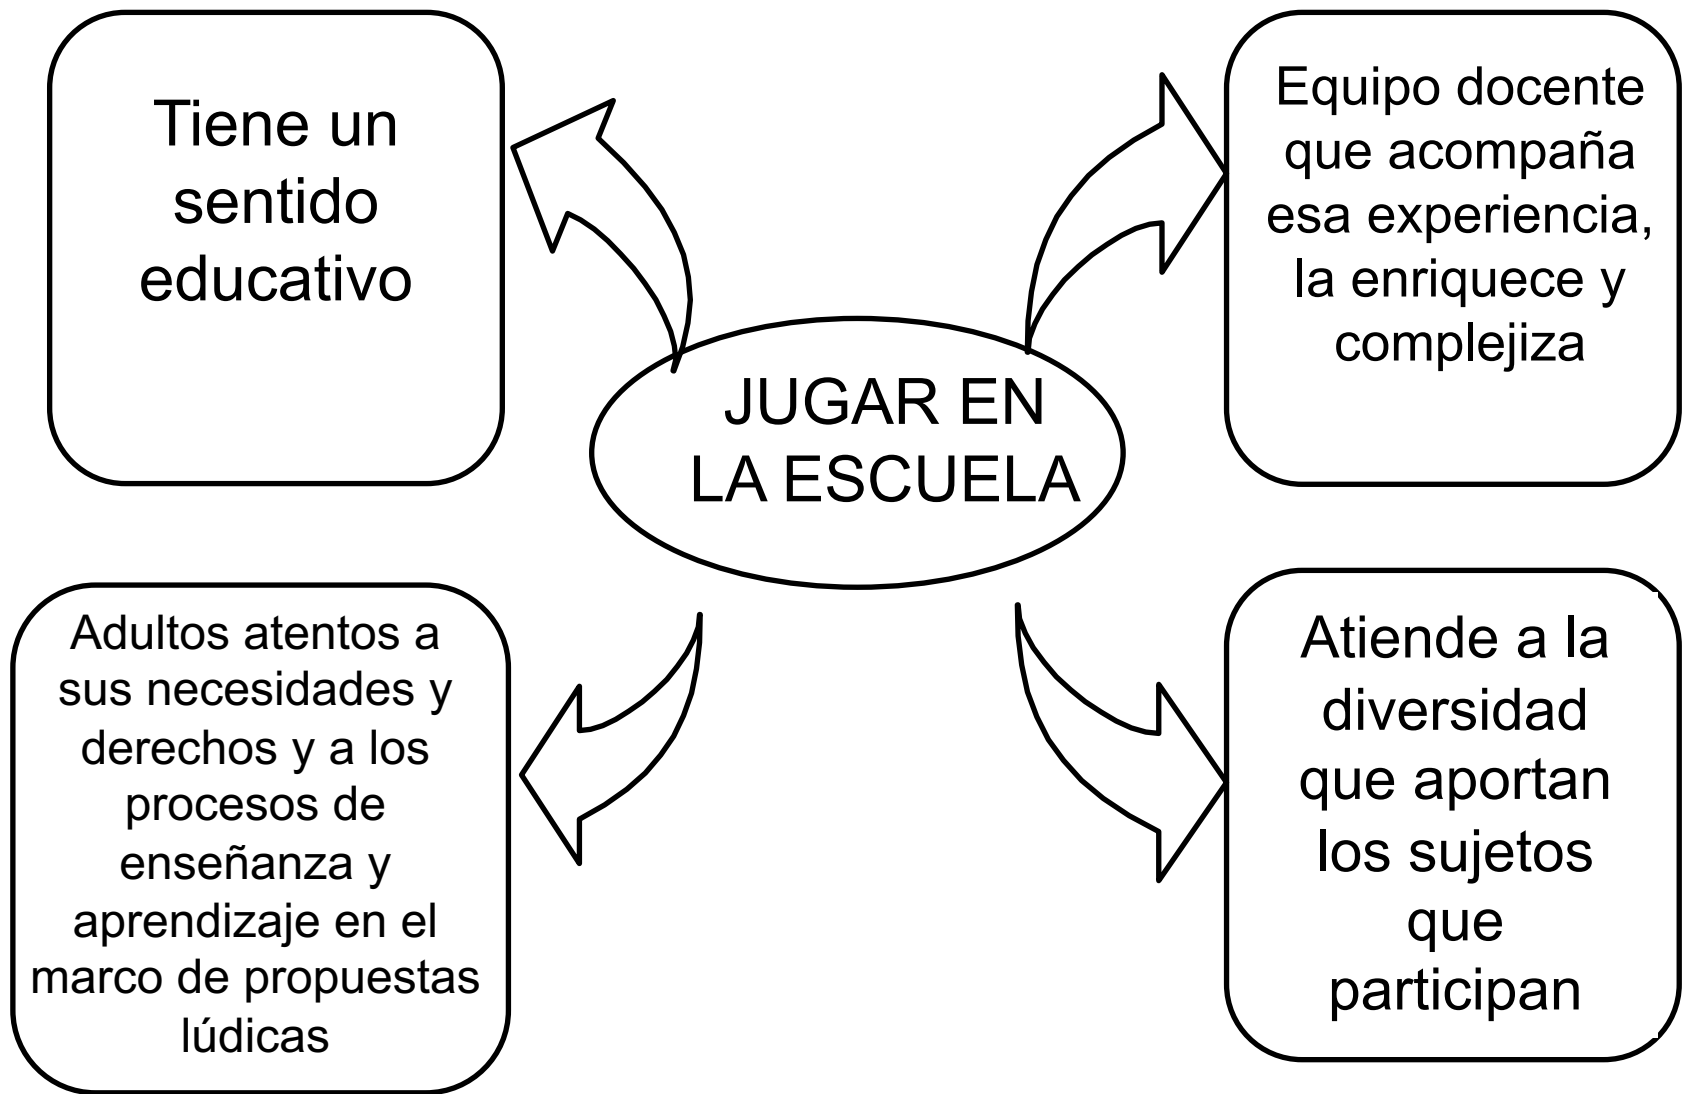 Tiene un
sentido
educativo
Equipo docente
que acompaña
esa experiencia,
la enriquece y
complejiza
JUGAR EN
LA ESCUELA
Adultos atentos a
sus necesidades y
derechos y a los
procesos de
enseñanza y
aprendizaje en el
marco de propuestas
lúdicas
Atiende a la
diversidad
que aportan
los sujetos
que
participan